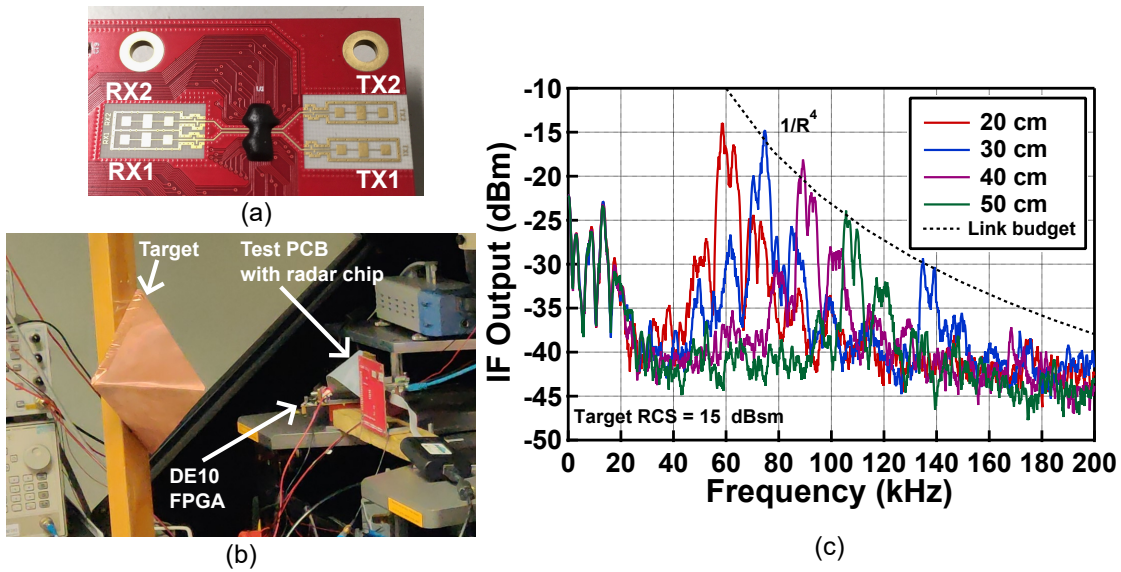 RX2
TX2
RX1
TX1
(a)
Target
Test PCB
with radar chip
DE10
FPGA
(b)
IF Output (dBm)
-10
-15
-20
-25
-30
-35
-40
-45
-50
1/R⁴
20 cm
30 cm
40 cm
50 cm
Link budget
Target RCS = 15 dBsm
0 20 40 60 80 100 120 140 160 180 200
Frequency (kHz)
(c)